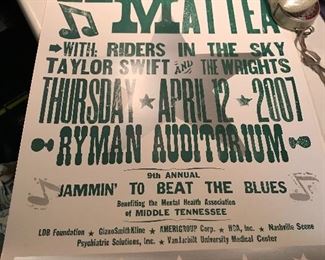 MATTEA
WITH: RIDERS IN THE SKY
TAYLOR SWIFT AND THE WRIGHTS
THURSDAY ★ APRIL 12 ★ 2007
RYMAN AUDITORIUM
9th ANNUAL
JAMMIN' TO BEAT THE BLUES
Benefiting the Mental Health Association
OF MIDDLE TENNESSEE
LDB Foundation ★ GlaxoSmithKline ★ AMERIGROUP Corp. ★ HCA, Inc. ★ Nashville Scene
Psychiatric Solutions, Inc. ★ Vanderbilt University Medical Center